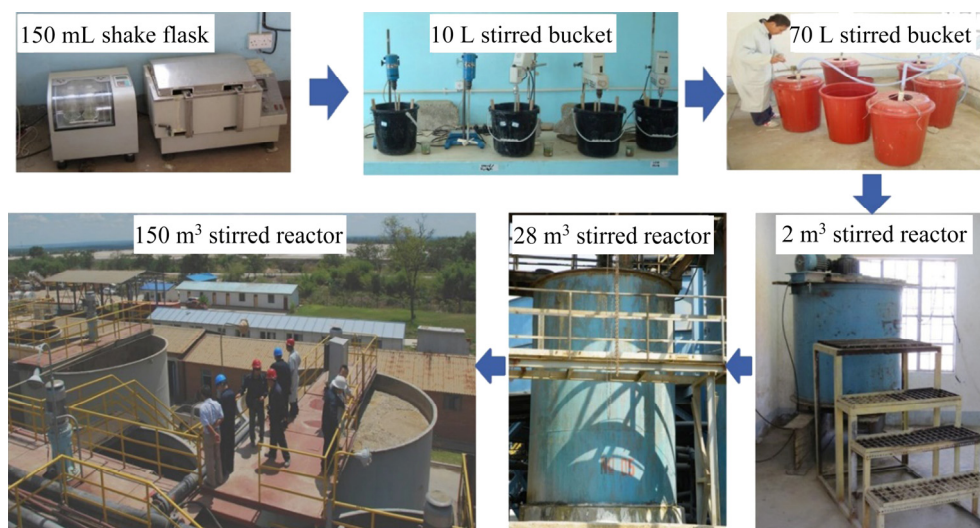 150 mL shake flask
10 L stirred bucket
70 L stirred bucket
150 m³ stirred reactor
28 m³ stirred reactor
2 m³ stirred reactor